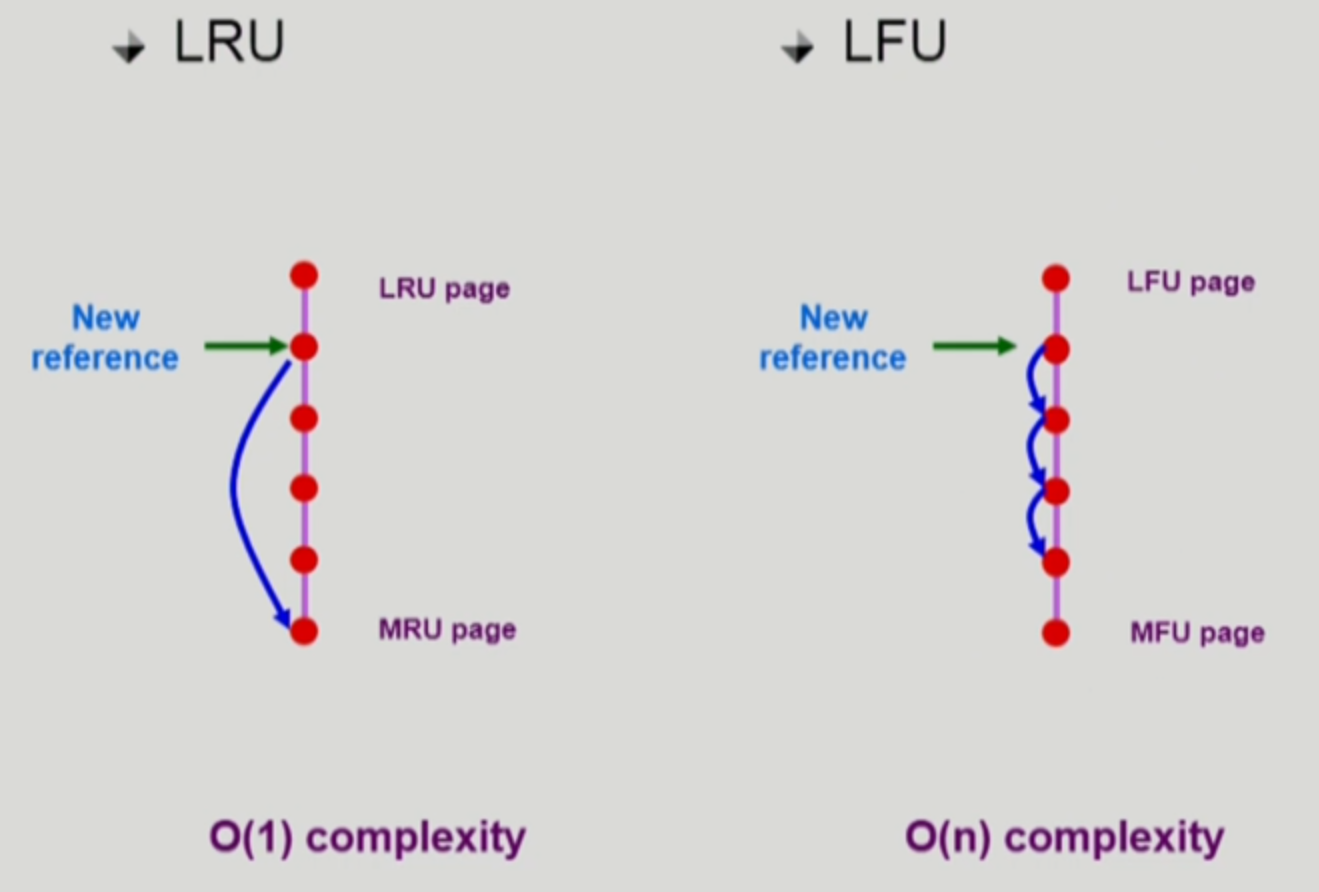 LRU
LRU page
New
reference
MRU page
O(1) complexity
LFU
LFU page
New
reference
MFU page
O(n) complexity